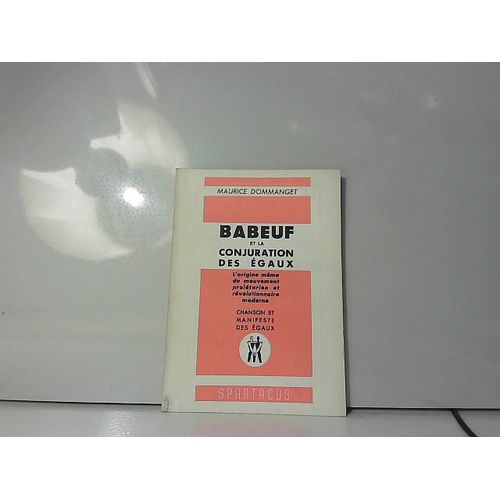 MAURICE DOMMANGET
BABEUF
ET LA
CONJURATION
DES ÉGAUX
L'origine même
du mouvement
prolétarien et
révolutionnaire
moderne
CHANSON ET
MANIFESTE
DES ÉGAUX
SPARTACUS